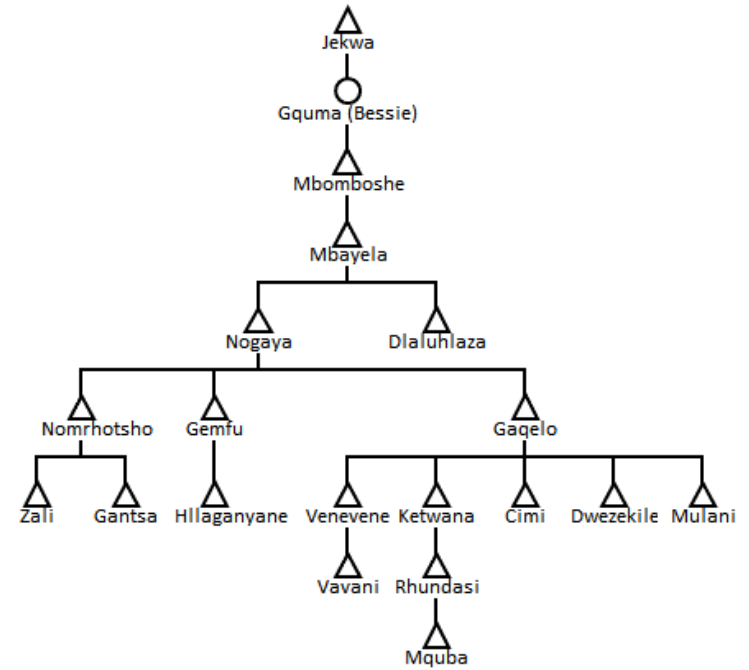 Jekwa
Gquma (Bessie)
Mbomboshe
Mbayela
Nogaya Dlaluhlaza
Nomrhotsho Gemfu Gaqelo
Zali Gantsa Hllaganyane Venevene Ketwana Cimi Dwezekile Mulani
Vavani Rhundasi
Mquba